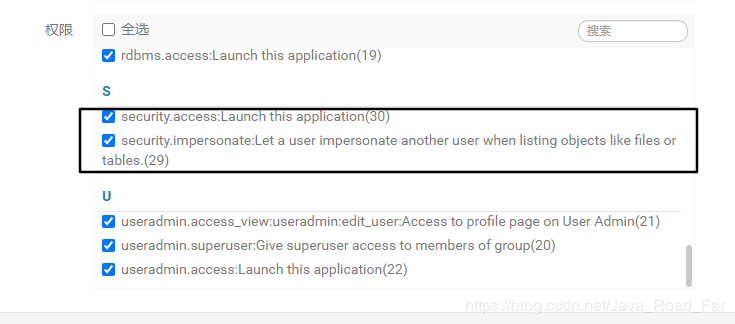 权限
全选
搜索
rdbms.access:Launch this application(19)
S
security.access:Launch this application(30)
security.impersonate:Let a user impersonate another user when listing objects like files or
tables.(29)
U
useradmin.access_view:useradmin:edit_user:Access to profile page on User Admin(21)
useradmin.superuser:Give superuser access to members of group(20)
useradmin.access:Launch this application(22)
https://blog.csdn.net/Java_Road_Far